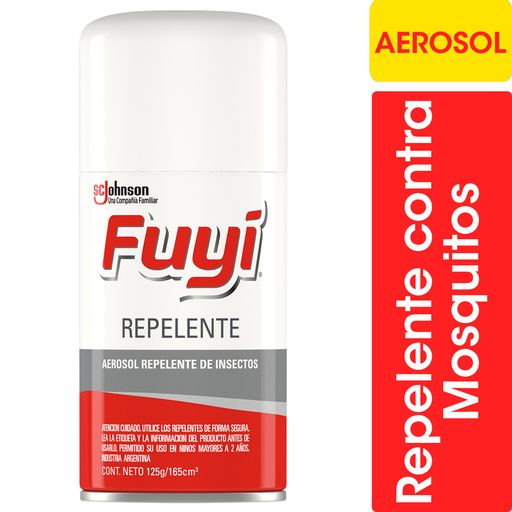 SC Johnson
Una Compañía Familiar
Fuyí®
REPELENTE
AEROSOL REPELENTE DE INSECTOS
ATENCION CUIDADO. UTILICE LOS REPELENTES DE FORMA SEGURA.
LEA LA ETIQUETA Y LA INFORMACION DEL PRODUCTO ANTES DE
USARLO. PERMITIDO SU USO EN NINOS MAYORES A 2 AÑOS.
INDUSTRIA ARGENTINA
CONT. NETO 125g/165cm³
AEROSOL
Repelente contra
Mosquitos